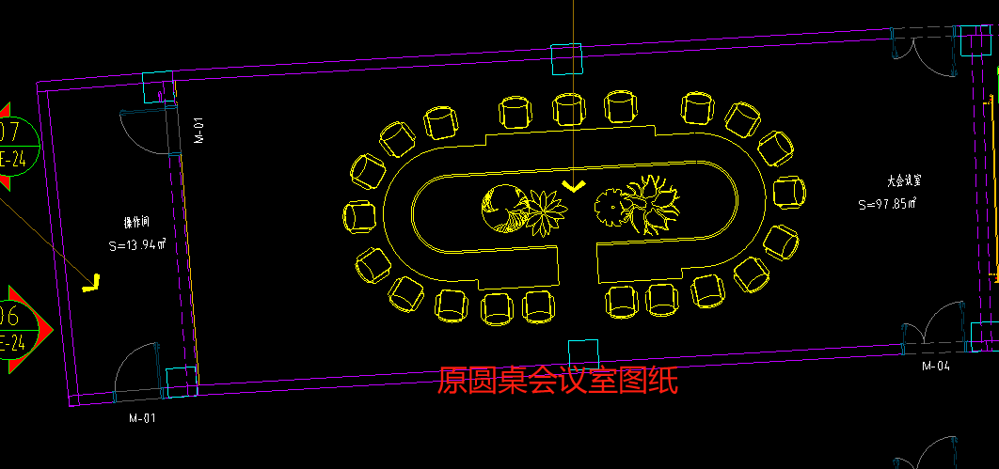 07
E-24
M-01
大会议室
S=97.85㎡
操作间
S=13.94㎡
06
E-24
M-04
原圆桌会议室图纸
M-01